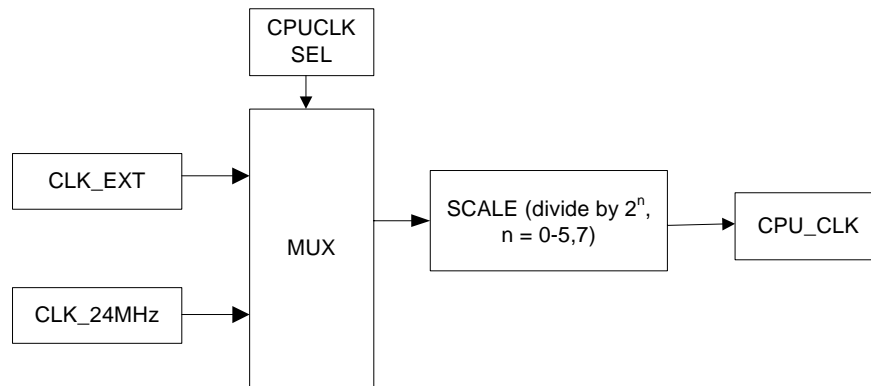 CPUCLK
SEL
CLK_EXT
MUX
CLK_24MHz
SCALE (divide by 2ⁿ,
n = 0-5,7)
CPU_CLK